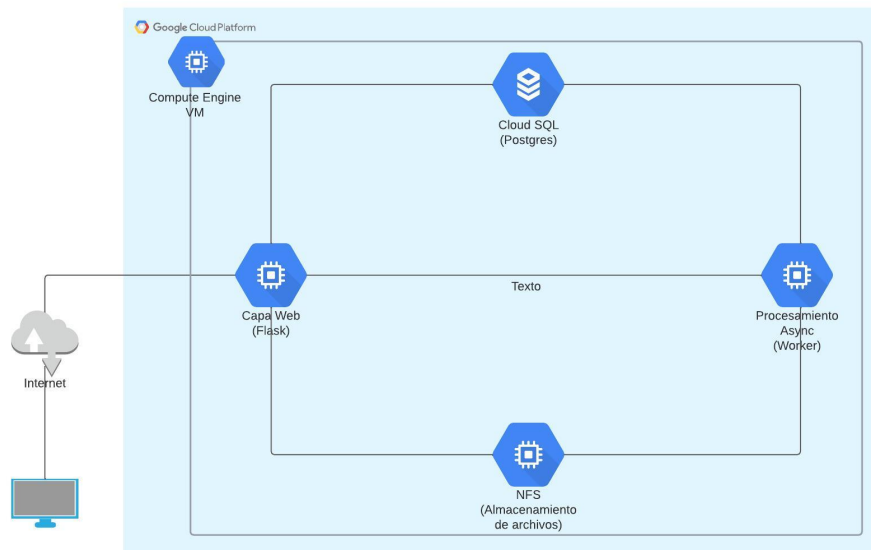 Google Cloud Platform
Compute Engine
VM
Cloud SQL
(Postgres)
Capa Web
(Flask)
Texto
Procesamiento
Async
(Worker)
Internet
NFS
(Almacenamiento
de archivos)